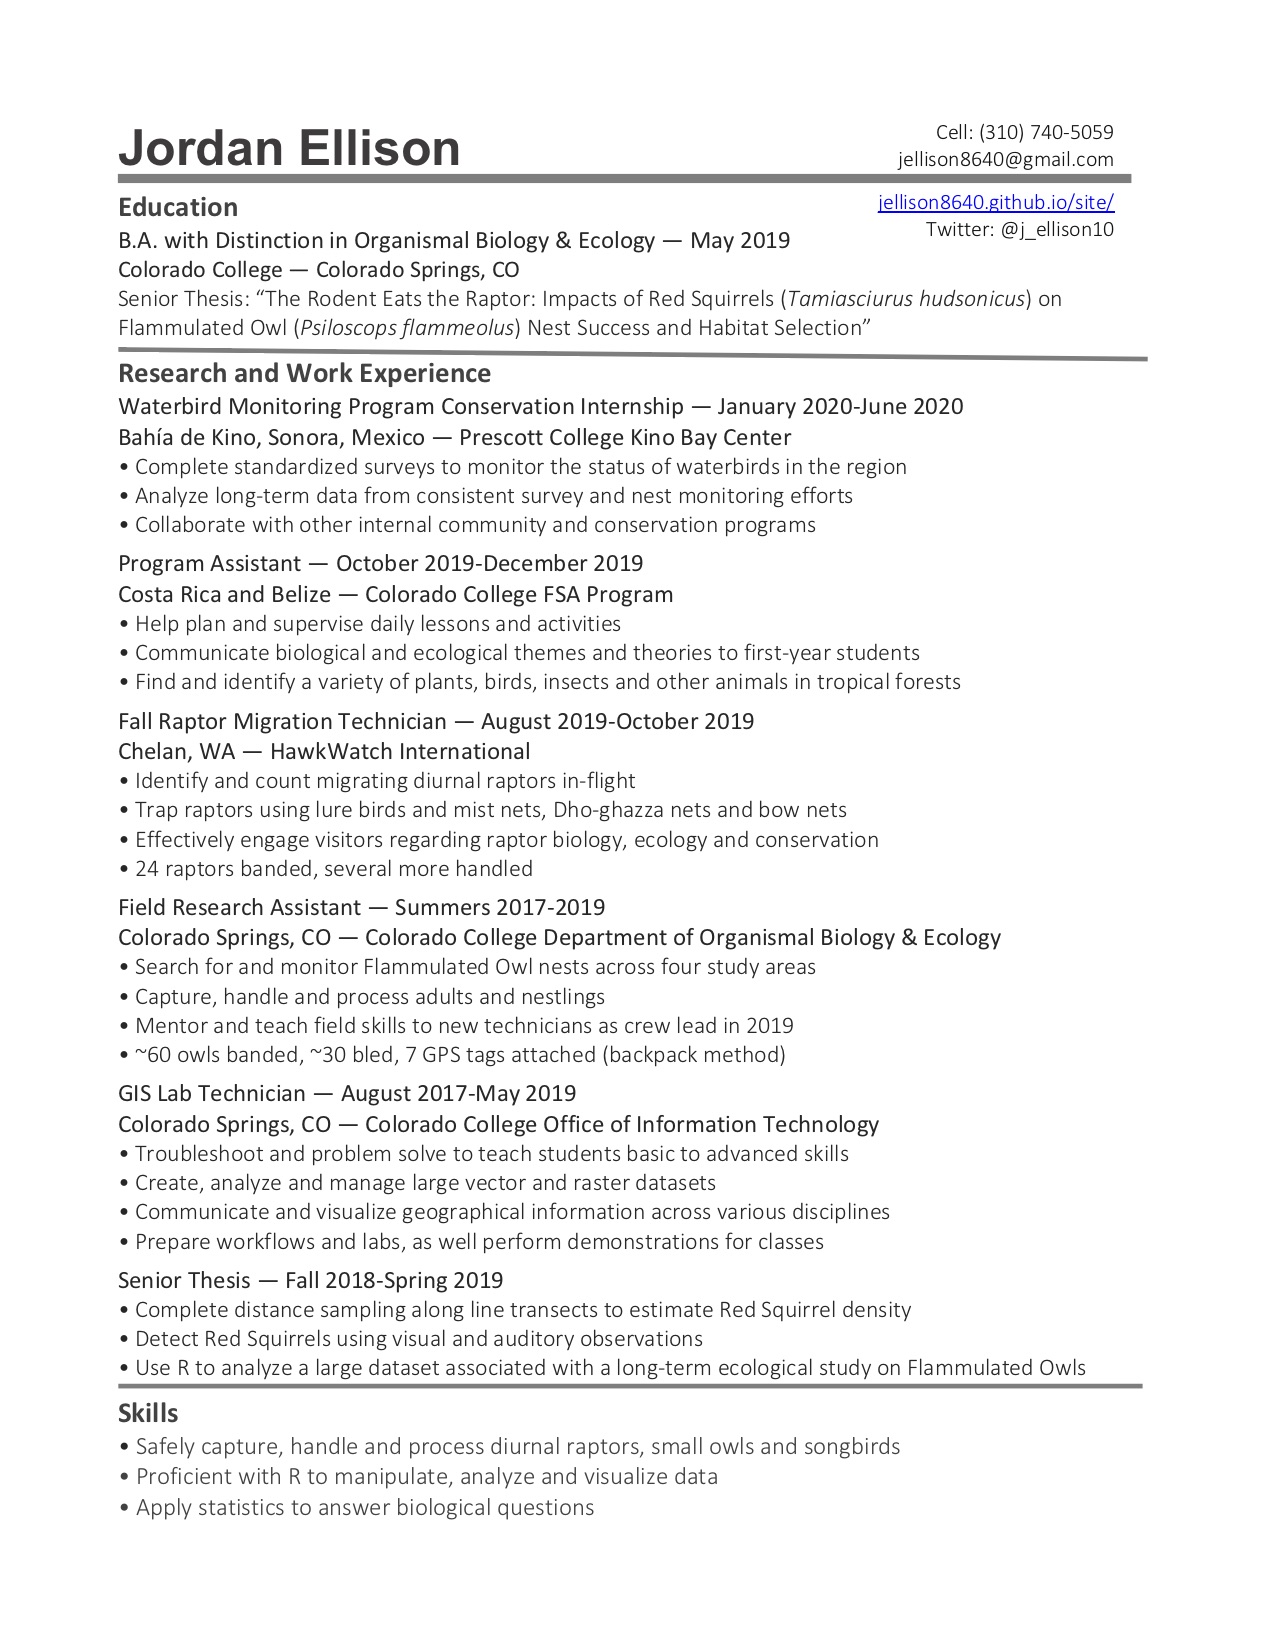 Jordan Ellison
Cell: (310) 740-5059
jellison8640@gmail.com
jellison8640.github.io/site/
Twitter: @j_ellison10
Education
B.A. with Distinction in Organismal Biology & Ecology — May 2019
Colorado College — Colorado Springs, CO
Senior Thesis: “The Rodent Eats the Raptor: Impacts of Red Squirrels (Tamiasciurus hudsonicus) on
Flammulated Owl (Psiloscops flammeolus) Nest Success and Habitat Selection”
Research and Work Experience
Waterbird Monitoring Program Conservation Internship — January 2020-June 2020
Bahía de Kino, Sonora, Mexico — Prescott College Kino Bay Center
• Complete standardized surveys to monitor the status of waterbirds in the region
• Analyze long-term data from consistent survey and nest monitoring efforts
• Collaborate with other internal community and conservation programs
Program Assistant — October 2019-December 2019
Costa Rica and Belize — Colorado College FSA Program
• Help plan and supervise daily lessons and activities
• Communicate biological and ecological themes and theories to first-year students
• Find and identify a variety of plants, birds, insects and other animals in tropical forests
Fall Raptor Migration Technician — August 2019-October 2019
Chelan, WA — HawkWatch International
• Identify and count migrating diurnal raptors in-flight
• Trap raptors using lure birds and mist nets, Dho-ghazza nets and bow nets
• Effectively engage visitors regarding raptor biology, ecology and conservation
• 24 raptors banded, several more handled
Field Research Assistant — Summers 2017-2019
Colorado Springs, CO — Colorado College Department of Organismal Biology & Ecology
• Search for and monitor Flammulated Owl nests across four study areas
• Capture, handle and process adults and nestlings
• Mentor and teach field skills to new technicians as crew lead in 2019
• ~60 owls banded, ~30 bled, 7 GPS tags attached (backpack method)
GIS Lab Technician — August 2017-May 2019
Colorado Springs, CO — Colorado College Office of Information Technology
• Troubleshoot and problem solve to teach students basic to advanced skills
• Create, analyze and manage large vector and raster datasets
• Communicate and visualize geographical information across various disciplines
• Prepare workflows and labs, as well perform demonstrations for classes
Senior Thesis — Fall 2018-Spring 2019
• Complete distance sampling along line transects to estimate Red Squirrel density
• Detect Red Squirrels using visual and auditory observations
• Use R to analyze a large dataset associated with a long-term ecological study on Flammulated Owls
Skills
• Safely capture, handle and process diurnal raptors, small owls and songbirds
• Proficient with R to manipulate, analyze and visualize data
• Apply statistics to answer biological questions